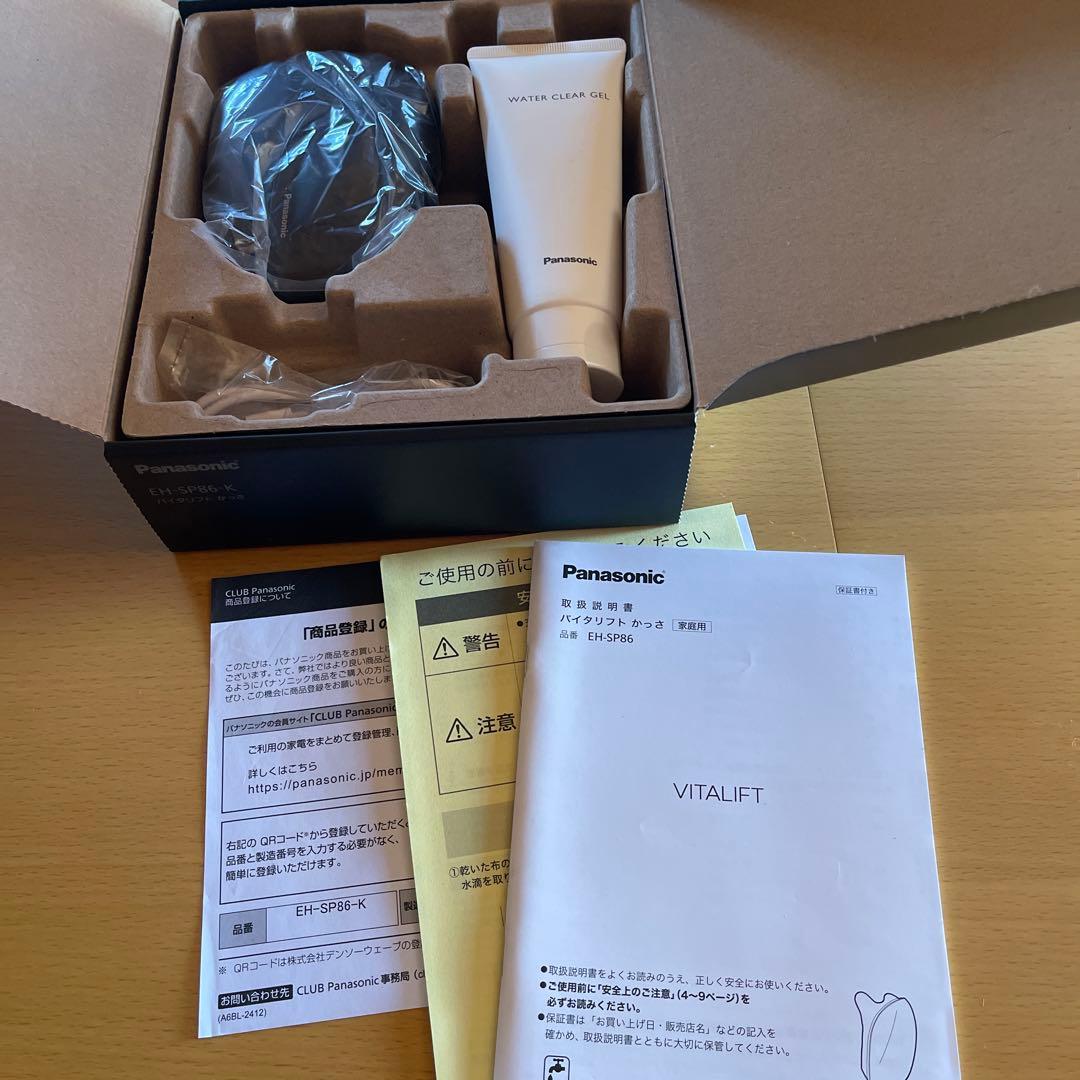 WATER CLEAR GEL
Panasonic
Panasonic
Panasonic
EH-SP86-K
バイタリフト かっさ
CLUB Panasonic
商品登録について
「商品登録」の
このたびは、パナソニック商品をお買い上げ
ございます。さて、弊社ではより良い商品と
るようにパナソニック商品をご購入の方に
ぜひ、この機会に商品登録をお願いいたしま
パナソニックの会員サイト「CLUB Panasonic
ご利用の家電をまとめて登録管理、
詳しくはこちら
https://panasonic.jp/mem
右記の QRコード※から登録していただくと
品番と製造番号を入力する必要がなく、
簡単に登録いただけます。
品番
EH-SP86-K
製造
※ QRコードは株式会社デンソーウェーブの登
お問い合わせ先 CLUB Panasonic 事務局
(A6BL-2412)
ご使用の前に
ください
警告
注意
①乾いた布の
水滴を取り
Panasonic
保証書付き
取扱説明書
バイタリフト かっさ 家庭用
品番 EH-SP86
VITALIFT
●取扱説明書をよくお読みのうえ、正しく安全にお使いください。
●ご使用前に「安全上のご注意」(4〜9ページ)を
必ずお読みください。
●保証書は「お買い上げ日・販売店名」などの記入を
確かめ、取扱説明書とともに大切に保管してください。